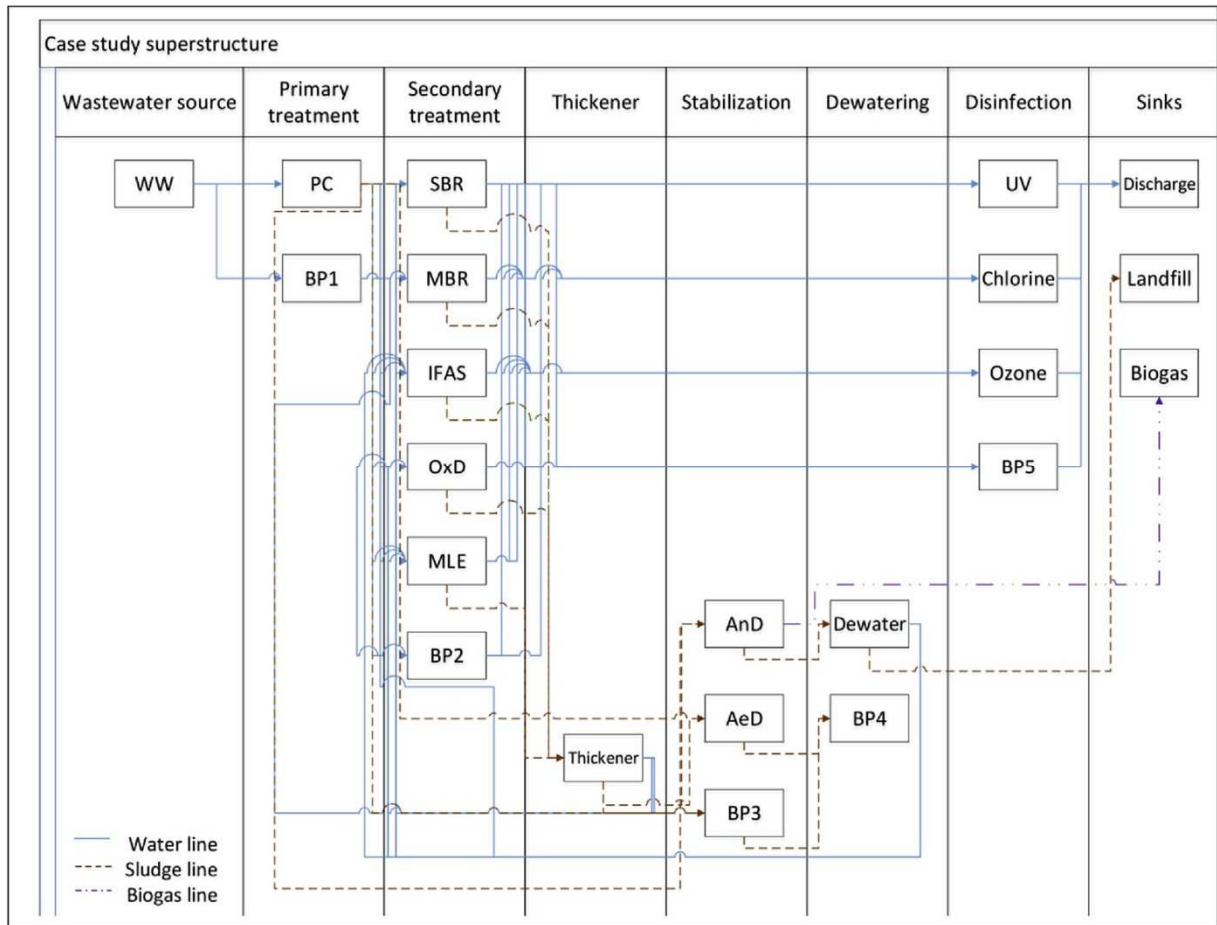 Case study superstructure
Wastewater source
Primary
treatment
Secondary
treatment
Thickener
Stabilization
Dewatering
Disinfection
Sinks
WW
PC
SBR
UV
Discharge
BP1
MBR
Chlorine
Landfill
IFAS
Ozone
Biogas
OxD
BP5
MLE
AnD
Dewater
BP2
AeD
BP4
Thickener
BP3
Water line
Sludge line
Biogas line